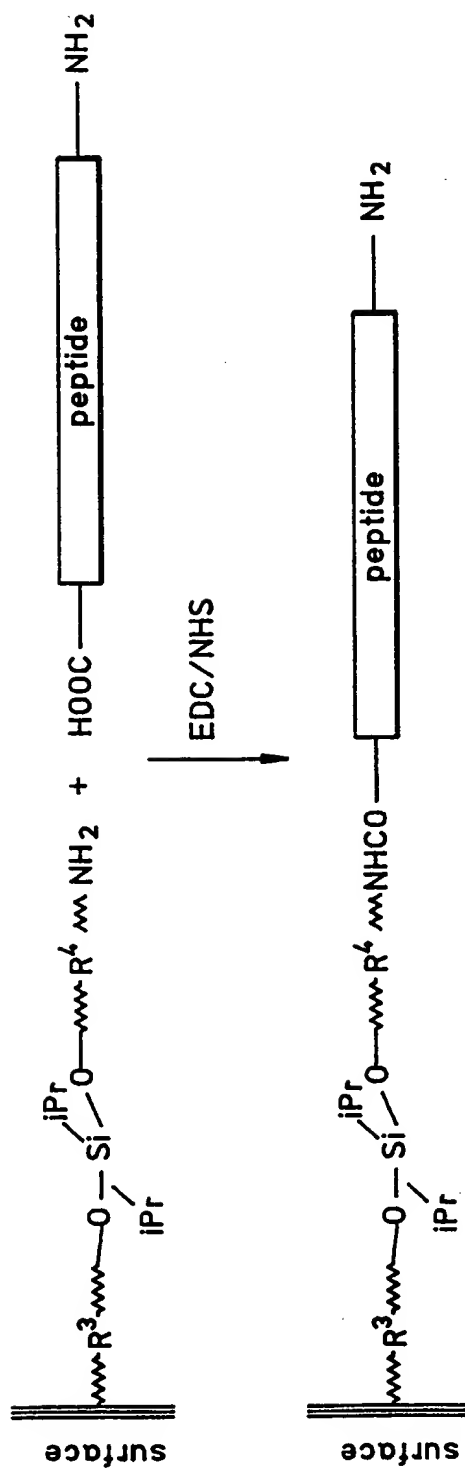 surface
R³
O
Si
iPr
iPr
O
R⁴
NH₂ + HOOC
peptide
NH₂
EDC/NHS
surface
R³
O
Si
iPr
iPr
O
R⁴
NHCO
peptide
NH₂